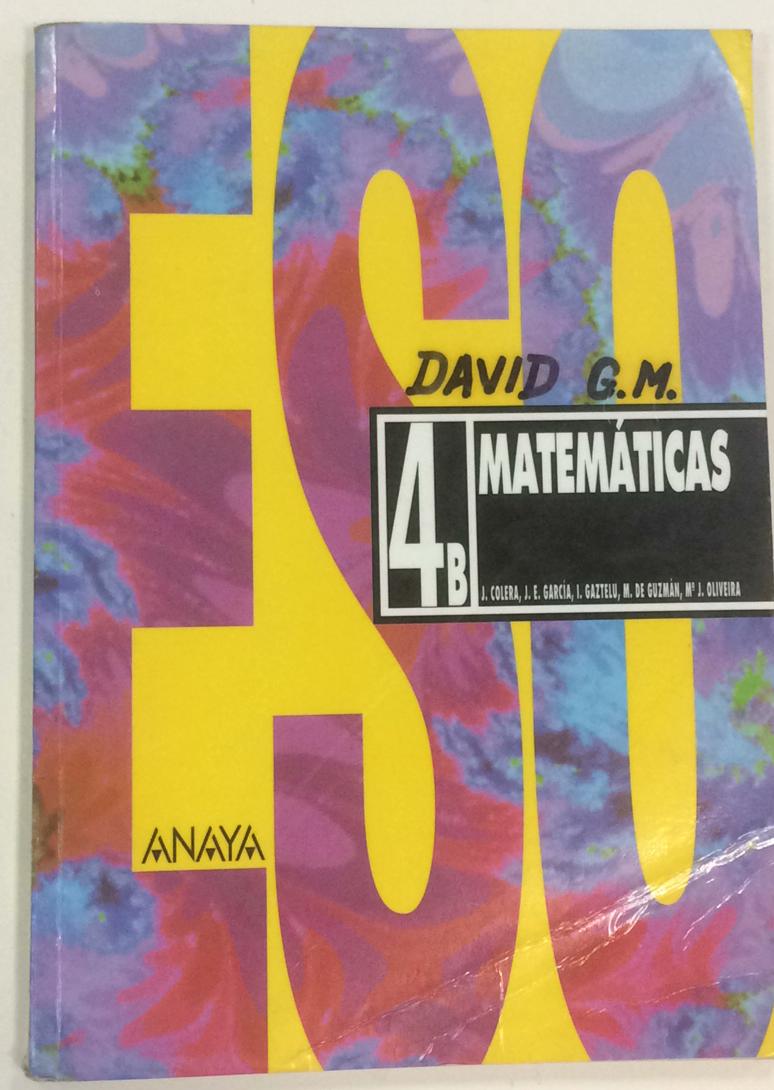 ESO
DAVID G.M.
4B
MATEMÁTICAS
J. COLERA, J. E. GARCÍA, I. GAZTELU, M. DE GUZMÁN, Mª J. OLIVEIRA
ANAYA